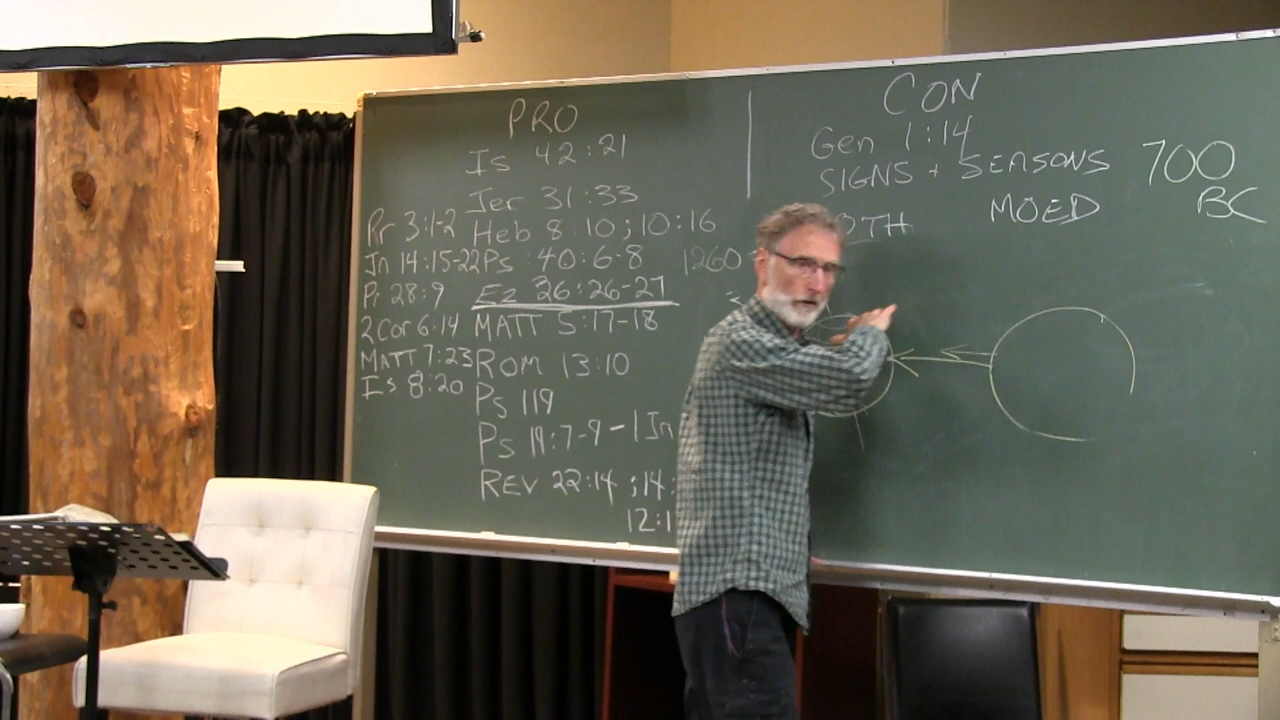 PRO
Is 42:21
Jer 31:33
Pr 3:1-2 Heb 8:10; 10:16
Jn 14:15-22 Ps 40:6-8 1260
Pr 28:9 Ez 36:26-27
2Cor 6:14 MATT 5:17-18
MATT 7:23 ROM 13:10
Is 8:20
Ps 119
Ps 19:7-9 - 1 Jn
REV 22:14 ;14:
12:1
CON
Gen 1:14
SIGNS + SEASONS 700
OTH MOED BC